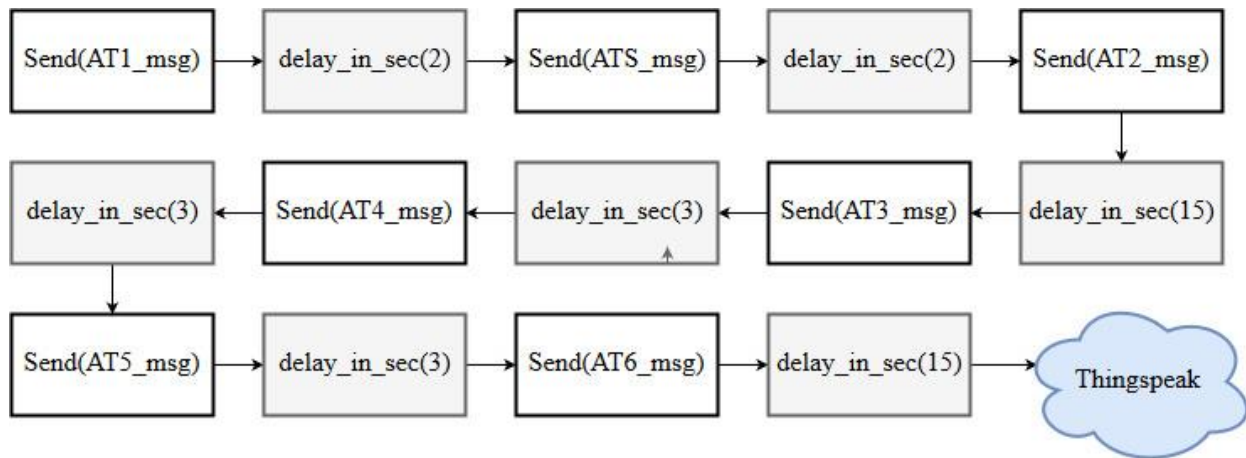 Send(AT1_msg)
delay_in_sec(2)
Send(ATS_msg)
delay_in_sec(2)
Send(AT2_msg)
delay_in_sec(3)
Send(AT4_msg)
delay_in_sec(3)
Send(AT3_msg)
delay_in_sec(15)
Send(AT5_msg)
delay_in_sec(3)
Send(AT6_msg)
delay_in_sec(15)
Thingspeak